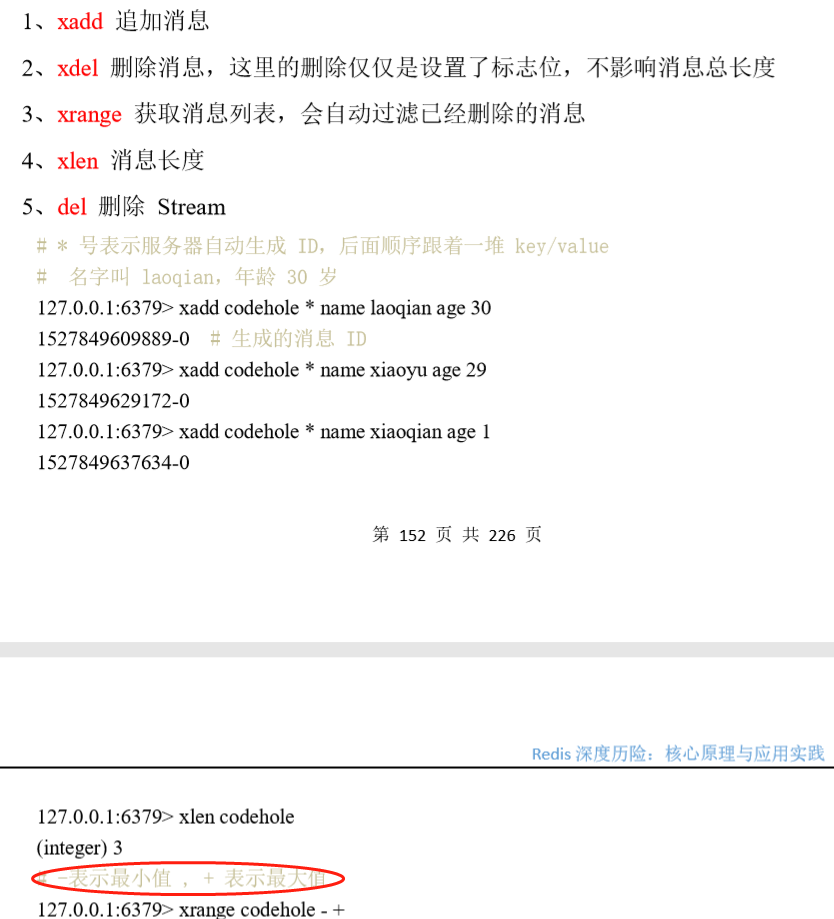 1、xadd 追加消息
2、xdel 删除消息，这里的删除仅仅是设置了标志位，不影响消息总长度
3、xrange 获取消息列表，会自动过滤已经删除的消息
4、xlen 消息长度
5、del 删除 Stream
# * 号表示服务器自动生成 ID，后面顺序跟着一堆 key/value
# 名字叫 laoqian，年龄 30 岁
127.0.0.1:6379> xadd codehole * name laoqian age 30
1527849609889-0 # 生成的消息 ID
127.0.0.1:6379> xadd codehole * name xiaoyu age 29
1527849629172-0
127.0.0.1:6379> xadd codehole * name xiaoqian age 1
1527849637634-0
第 152 页 共 226 页
Redis 深度历险：核心原理与应用实践
127.0.0.1:6379> xlen codehole
(integer) 3
# -表示最小值 , + 表示最大值
127.0.0.1:6379> xrange codehole - +